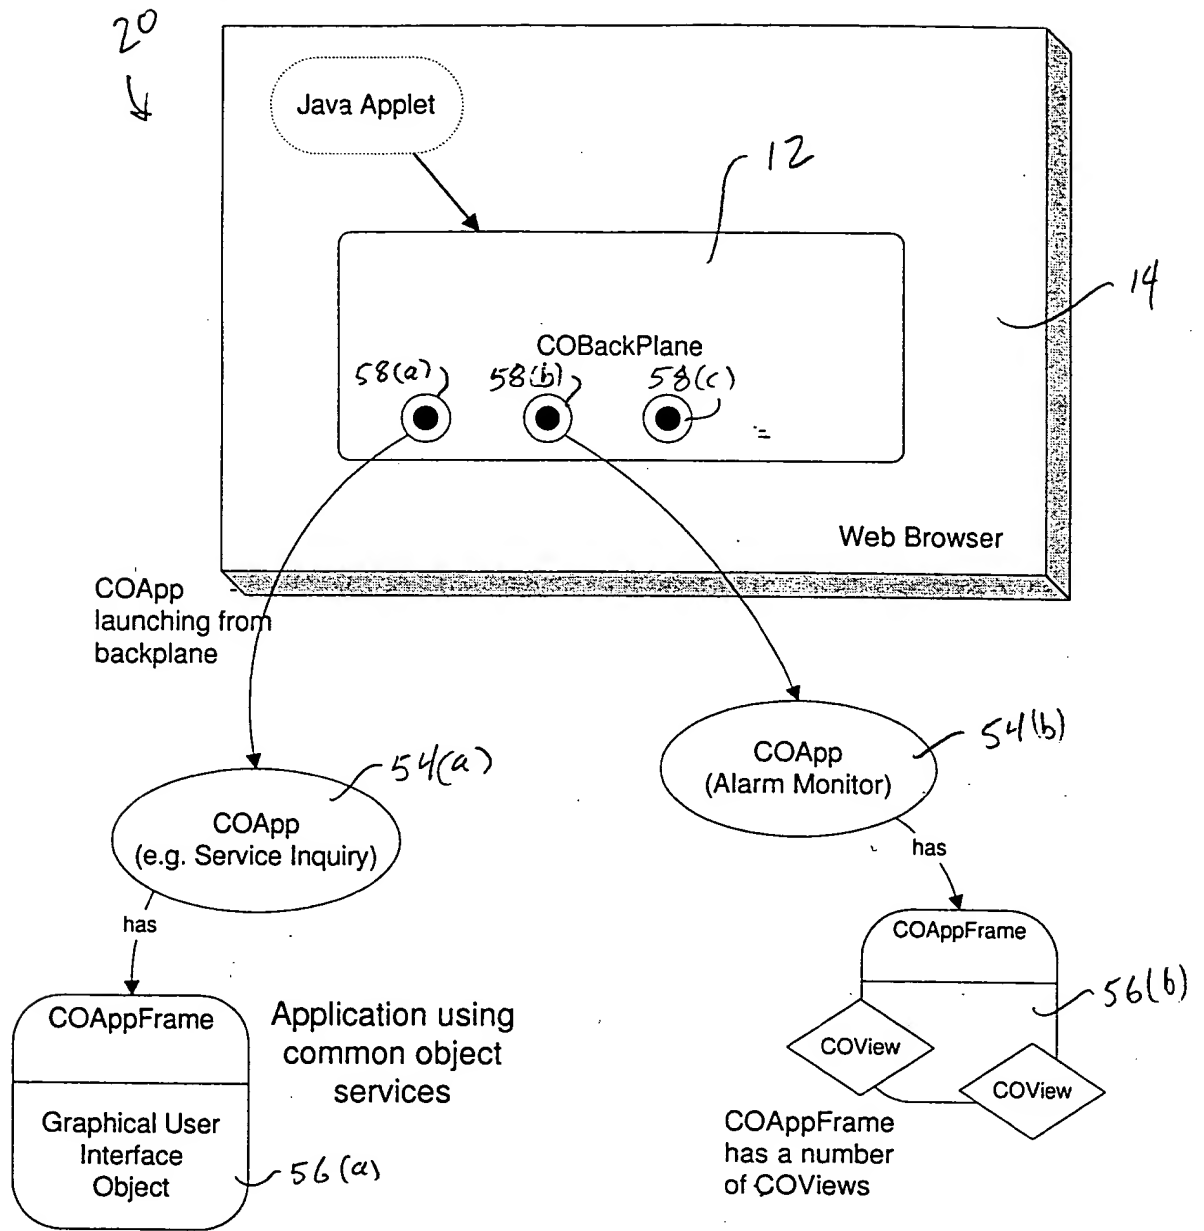 20
Java Applet
12
14
COBackPlane
58(a)
58(b)
58(c)
Web Browser
COApp
launching from
backplane
54(a)
54(b)
COApp
(Alarm Monitor)
COApp
(e.g. Service Inquiry)
has
has
COAppFrame
56(b)
COView
COView
COAppFrame
has a number
of COViews
COAppFrame
Graphical User
Interface
Object
56(a)
Application using
common object
services